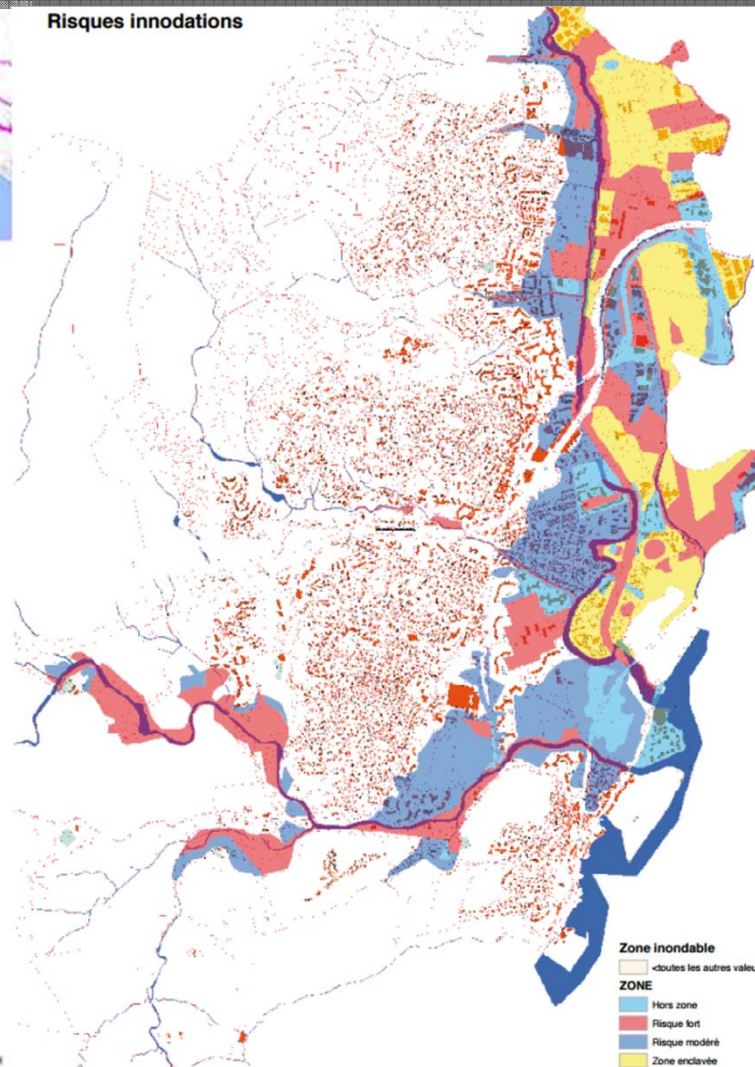 Risques innodations
Zone inondable
<toutes les autres valeu
ZONE
Hors zone
Risque fort
Risque modéré
Zone enclavée